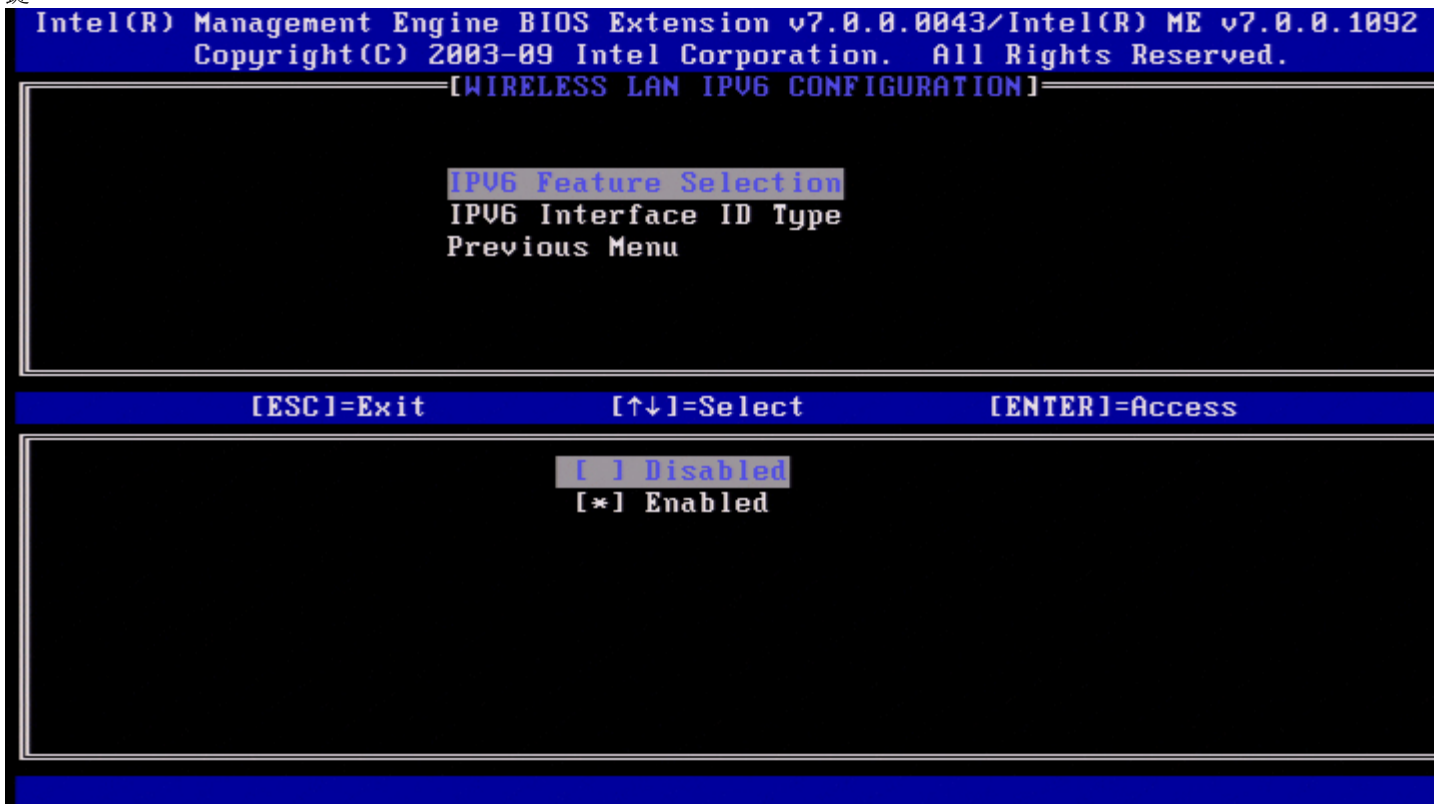 Intel(R) Management Engine BIOS Extension v7.0.0.0043/Intel(R) ME v7.0.0.1092
Copyright(C) 2003-09 Intel Corporation. All Rights Reserved.
[WIRELESS LAN IPV6 CONFIGURATION]
IPV6 Feature Selection
IPV6 Interface ID Type
Previous Menu
[ESC]=Exit [↑↓]=Select [ENTER]=Access
[ ] Disabled
[*] Enabled